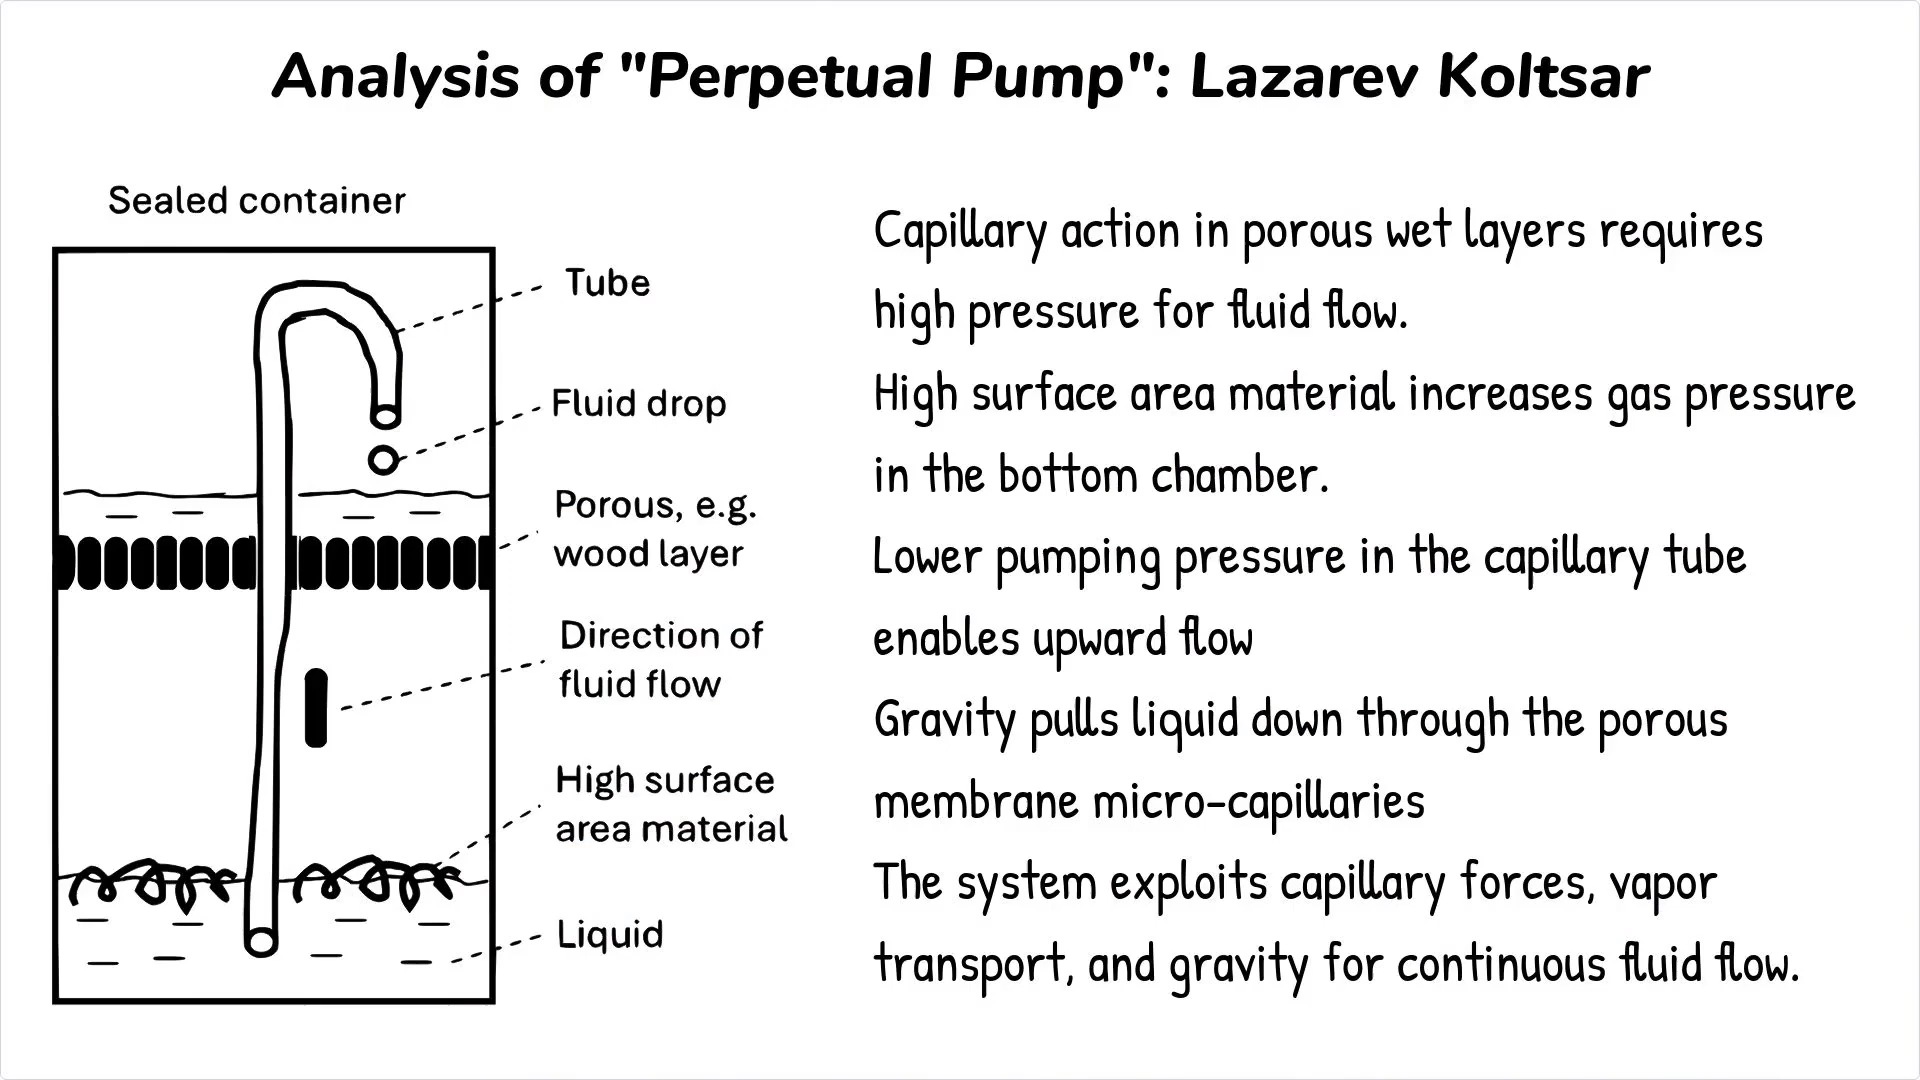 Analysis of "Perpetual Pump": Lazarev Koltsar
Sealed container
Tube
Fluid drop
Porous, e.g.
wood layer
Direction of
fluid flow
High surface
area material
Liquid
Capillary action in porous wet layers requires
high pressure for fluid flow.
High surface area material increases gas pressure
in the bottom chamber.
Lower pumping pressure in the capillary tube
enables upward flow
Gravity pulls liquid down through the porous
membrane micro-capillaries
The system exploits capillary forces, vapor
transport, and gravity for continuous fluid flow.